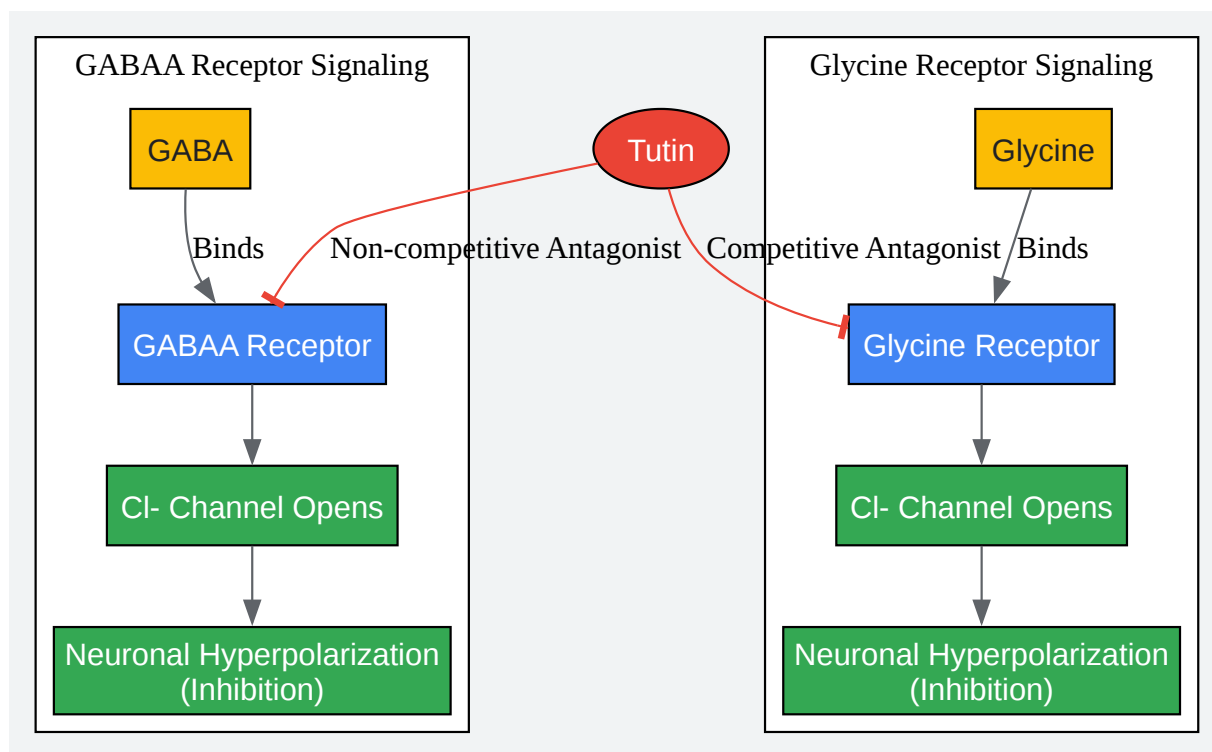 GABAA Receptor Signaling
GABA
Binds
GABAA Receptor
Cl- Channel Opens
Neuronal Hyperpolarization
(Inhibition)
Tutin
Non-competitive Antagonist
Competitive Antagonist
Glycine Receptor Signaling
Glycine
Binds
Glycine Receptor
Cl- Channel Opens
Neuronal Hyperpolarization
(Inhibition)